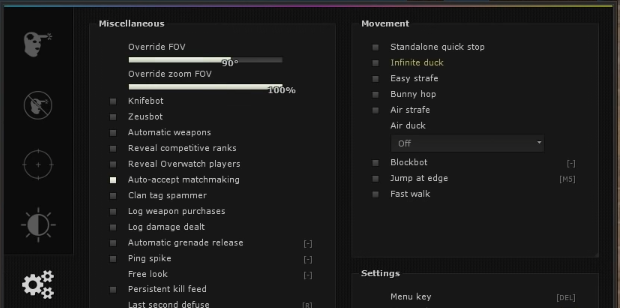 Miscellaneous
Override FOV
90°
Override zoom FOV
100%
Knifebot
Zeusbot
Automatic weapons
Reveal competitive ranks
Reveal Overwatch players
Auto-accept matchmaking
Clan tag spammer
Log weapon purchases
Log damage dealt
Automatic grenade release [-]
Ping spike [-]
Free look [-]
Persistent kill feed
Last second defuse [B]
Movement
Standalone quick stop
Infinite duck
Easy strafe
Bunny hop
Air strafe
Air duck
Off
Blockbot [-]
Jump at edge [M5]
Fast walk
Settings
Menu key [DEL]